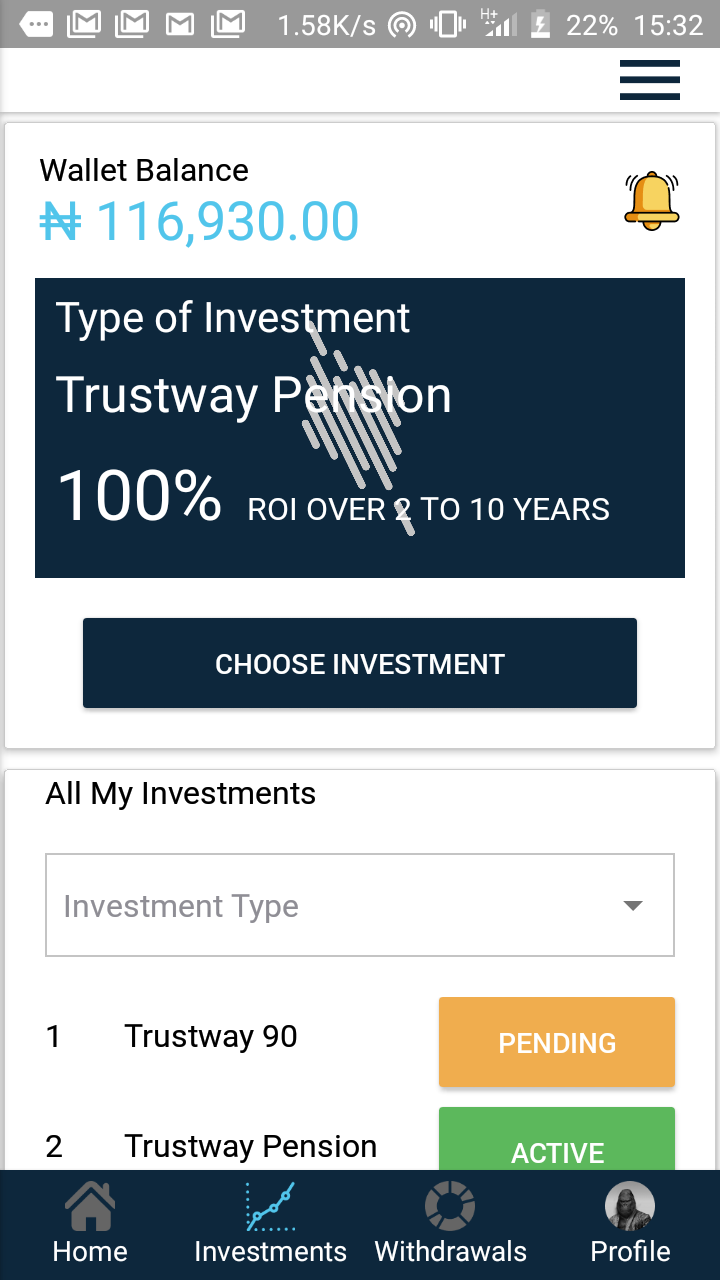 1.58K/s H+ 22% 15:32
Wallet Balance
₦ 116,930.00
Type of Investment
Trustway Pension
100% ROI OVER 2 TO 10 YEARS
CHOOSE INVESTMENT
All My Investments
Investment Type
1 Trustway 90 PENDING
2 Trustway Pension ACTIVE
Home Investments Withdrawals Profile